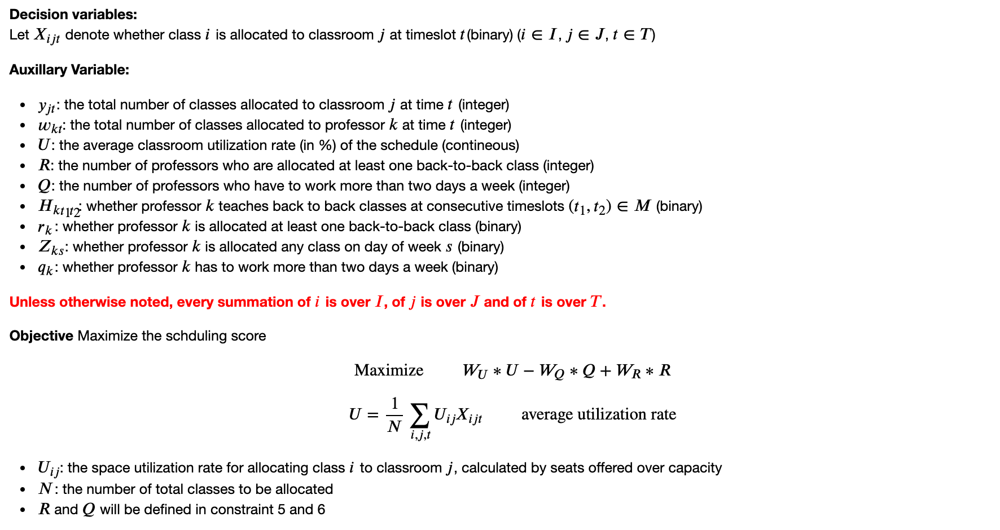 Decision variables:
Let X_{ijt} denote whether class i is allocated to classroom j at timeslot t (binary) (i ∈ I, j ∈ J, t ∈ T)
Auxillary Variable:
• y_{jt}: the total number of classes allocated to classroom j at time t (integer)
• w_{kt}: the total number of classes allocated to professor k at time t (integer)
• U: the average classroom utilization rate (in %) of the schedule (contineous)
• R: the number of professors who are allocated at least one back-to-back class (integer)
• Q: the number of professors who have to work more than two days a week (integer)
• H_{kt1t2}: whether professor k teaches back to back classes at consecutive timeslots (t_1, t_2) ∈ M (binary)
• r_k: whether professor k is allocated at least one back-to-back class (binary)
• Z_{ks}: whether professor k is allocated any class on day of week s (binary)
• q_k: whether professor k has to work more than two days a week (binary)
Unless otherwise noted, every summation of i is over I, of j is over J and of t is over T.
Objective Maximize the schduling score
Maximize W_U * U − W_Q * Q + W_R * R
U = \frac{1}{N} \sum_{i,j,t} U_{ij}X_{ijt} average utilization rate
• U_{ij}: the space utilization rate for allocating class i to classroom j, calculated by seats offered over capacity
• N: the number of total classes to be allocated
• R and Q will be defined in constraint 5 and 6